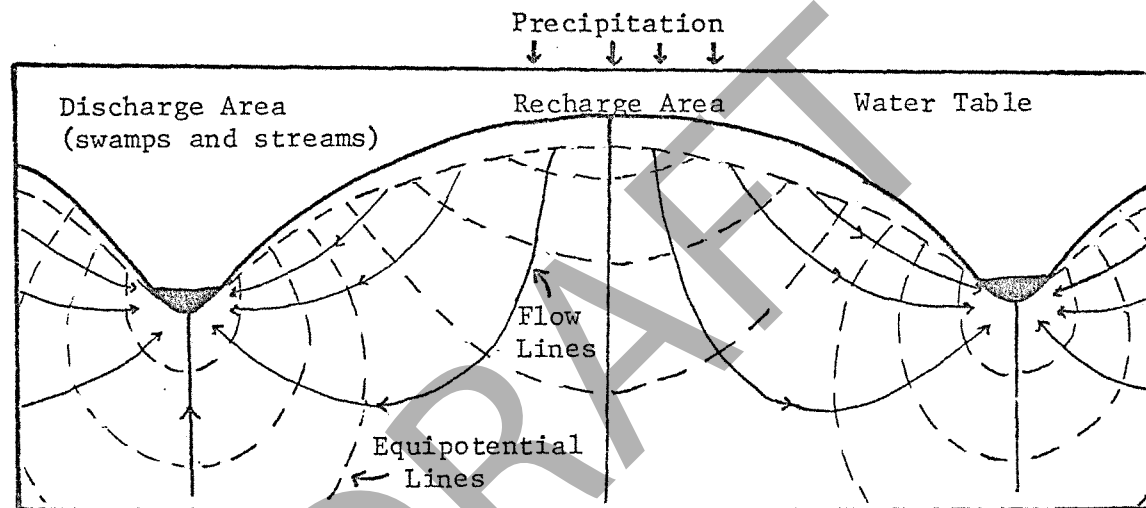 Precipitation
Discharge Area
(swamps and streams)
Recharge Area
Water Table
Flow
Lines
Equipotential
Lines
DRAFT